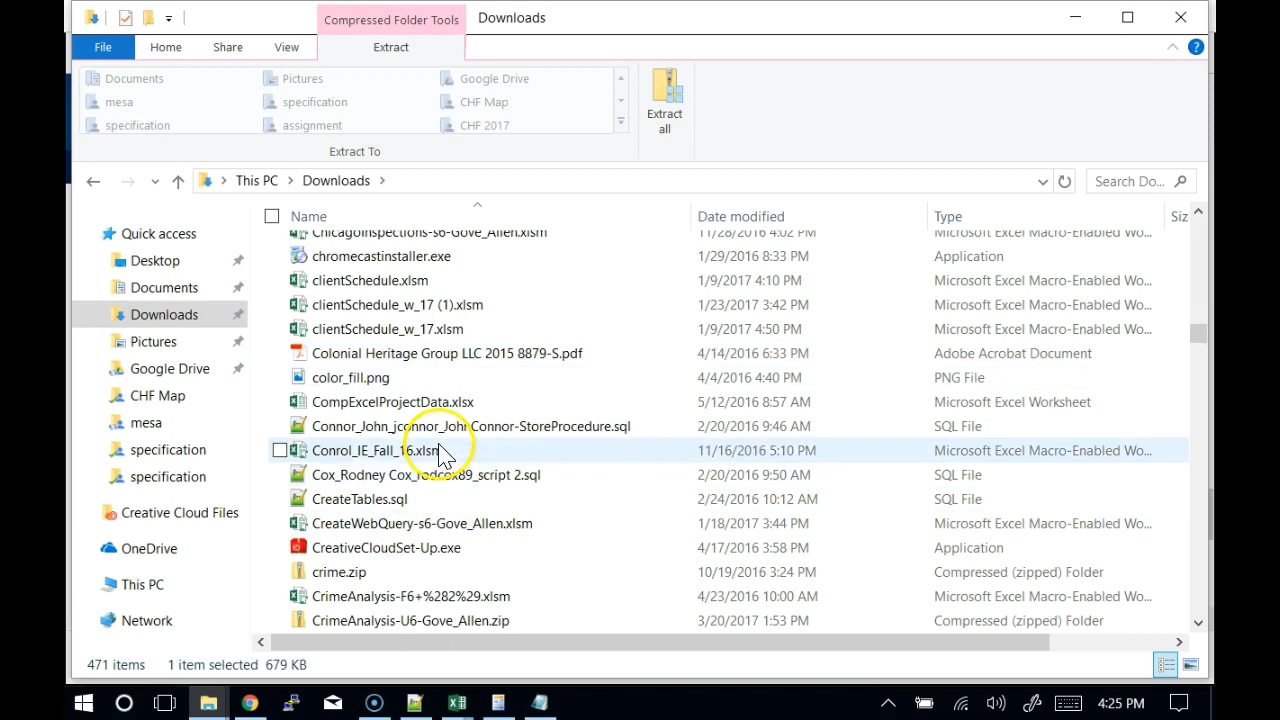 Compressed Folder Tools
Downloads
File
Home
Share
View
Extract
Documents
Pictures
Google Drive
mesa
specification
CHF Map
specification
assignment
CHF 2017
Extract all
Extract To
This PC
Downloads
Search Do...
Name
Date modified
Type
Siz
Quick access
Desktop
Documents
Downloads
Pictures
Google Drive
CHF Map
mesa
specification
specification
Creative Cloud Files
OneDrive
This PC
Network
ChicagoInspections-s6-Gove_Allen.xlsm 11/28/2016 4:02 PM Microsoft Excel Macro-Enabled Wo...
chromecastinstaller.exe 1/29/2016 8:33 PM Application
clientSchedule.xlsm 1/9/2017 4:10 PM Microsoft Excel Macro-Enabled Wo...
clientSchedule_w_17 (1).xlsm 1/23/2017 3:42 PM Microsoft Excel Macro-Enabled Wo...
clientSchedule_w_17.xlsm 1/9/2017 4:50 PM Microsoft Excel Macro-Enabled Wo...
Colonial Heritage Group LLC 2015 8879-S.pdf 4/14/2016 6:33 PM Adobe Acrobat Document
color_fill.png 4/4/2016 4:40 PM PNG File
CompExcelProjectData.xlsx 5/12/2016 8:57 AM Microsoft Excel Worksheet
Connor_John_jconnor_JohnConnor-StoreProcedure.sql 2/20/2016 9:46 AM SQL File
Conrol_IE_Fall_16.xlsm 11/16/2016 5:10 PM Microsoft Excel Macro-Enabled Wo...
Cox_Rodney Cox_rodcox89_script 2.sql 2/20/2016 9:50 AM SQL File
CreateTables.sql 2/24/2016 10:12 AM SQL File
CreateWebQuery-s6-Gove_Allen.xlsm 1/18/2017 3:44 PM Microsoft Excel Macro-Enabled Wo...
CreativeCloudSet-Up.exe 4/17/2016 3:58 PM Application
crime.zip 10/19/2016 3:24 PM Compressed (zipped) Folder
CrimeAnalysis-F6+%282%29.xlsm 4/23/2016 10:00 AM Microsoft Excel Macro-Enabled Wo...
CrimeAnalysis-U6-Gove_Allen.zip 3/20/2017 1:53 PM Compressed (zipped) Folder
471 items
1 item selected 679 KB
4:25 PM